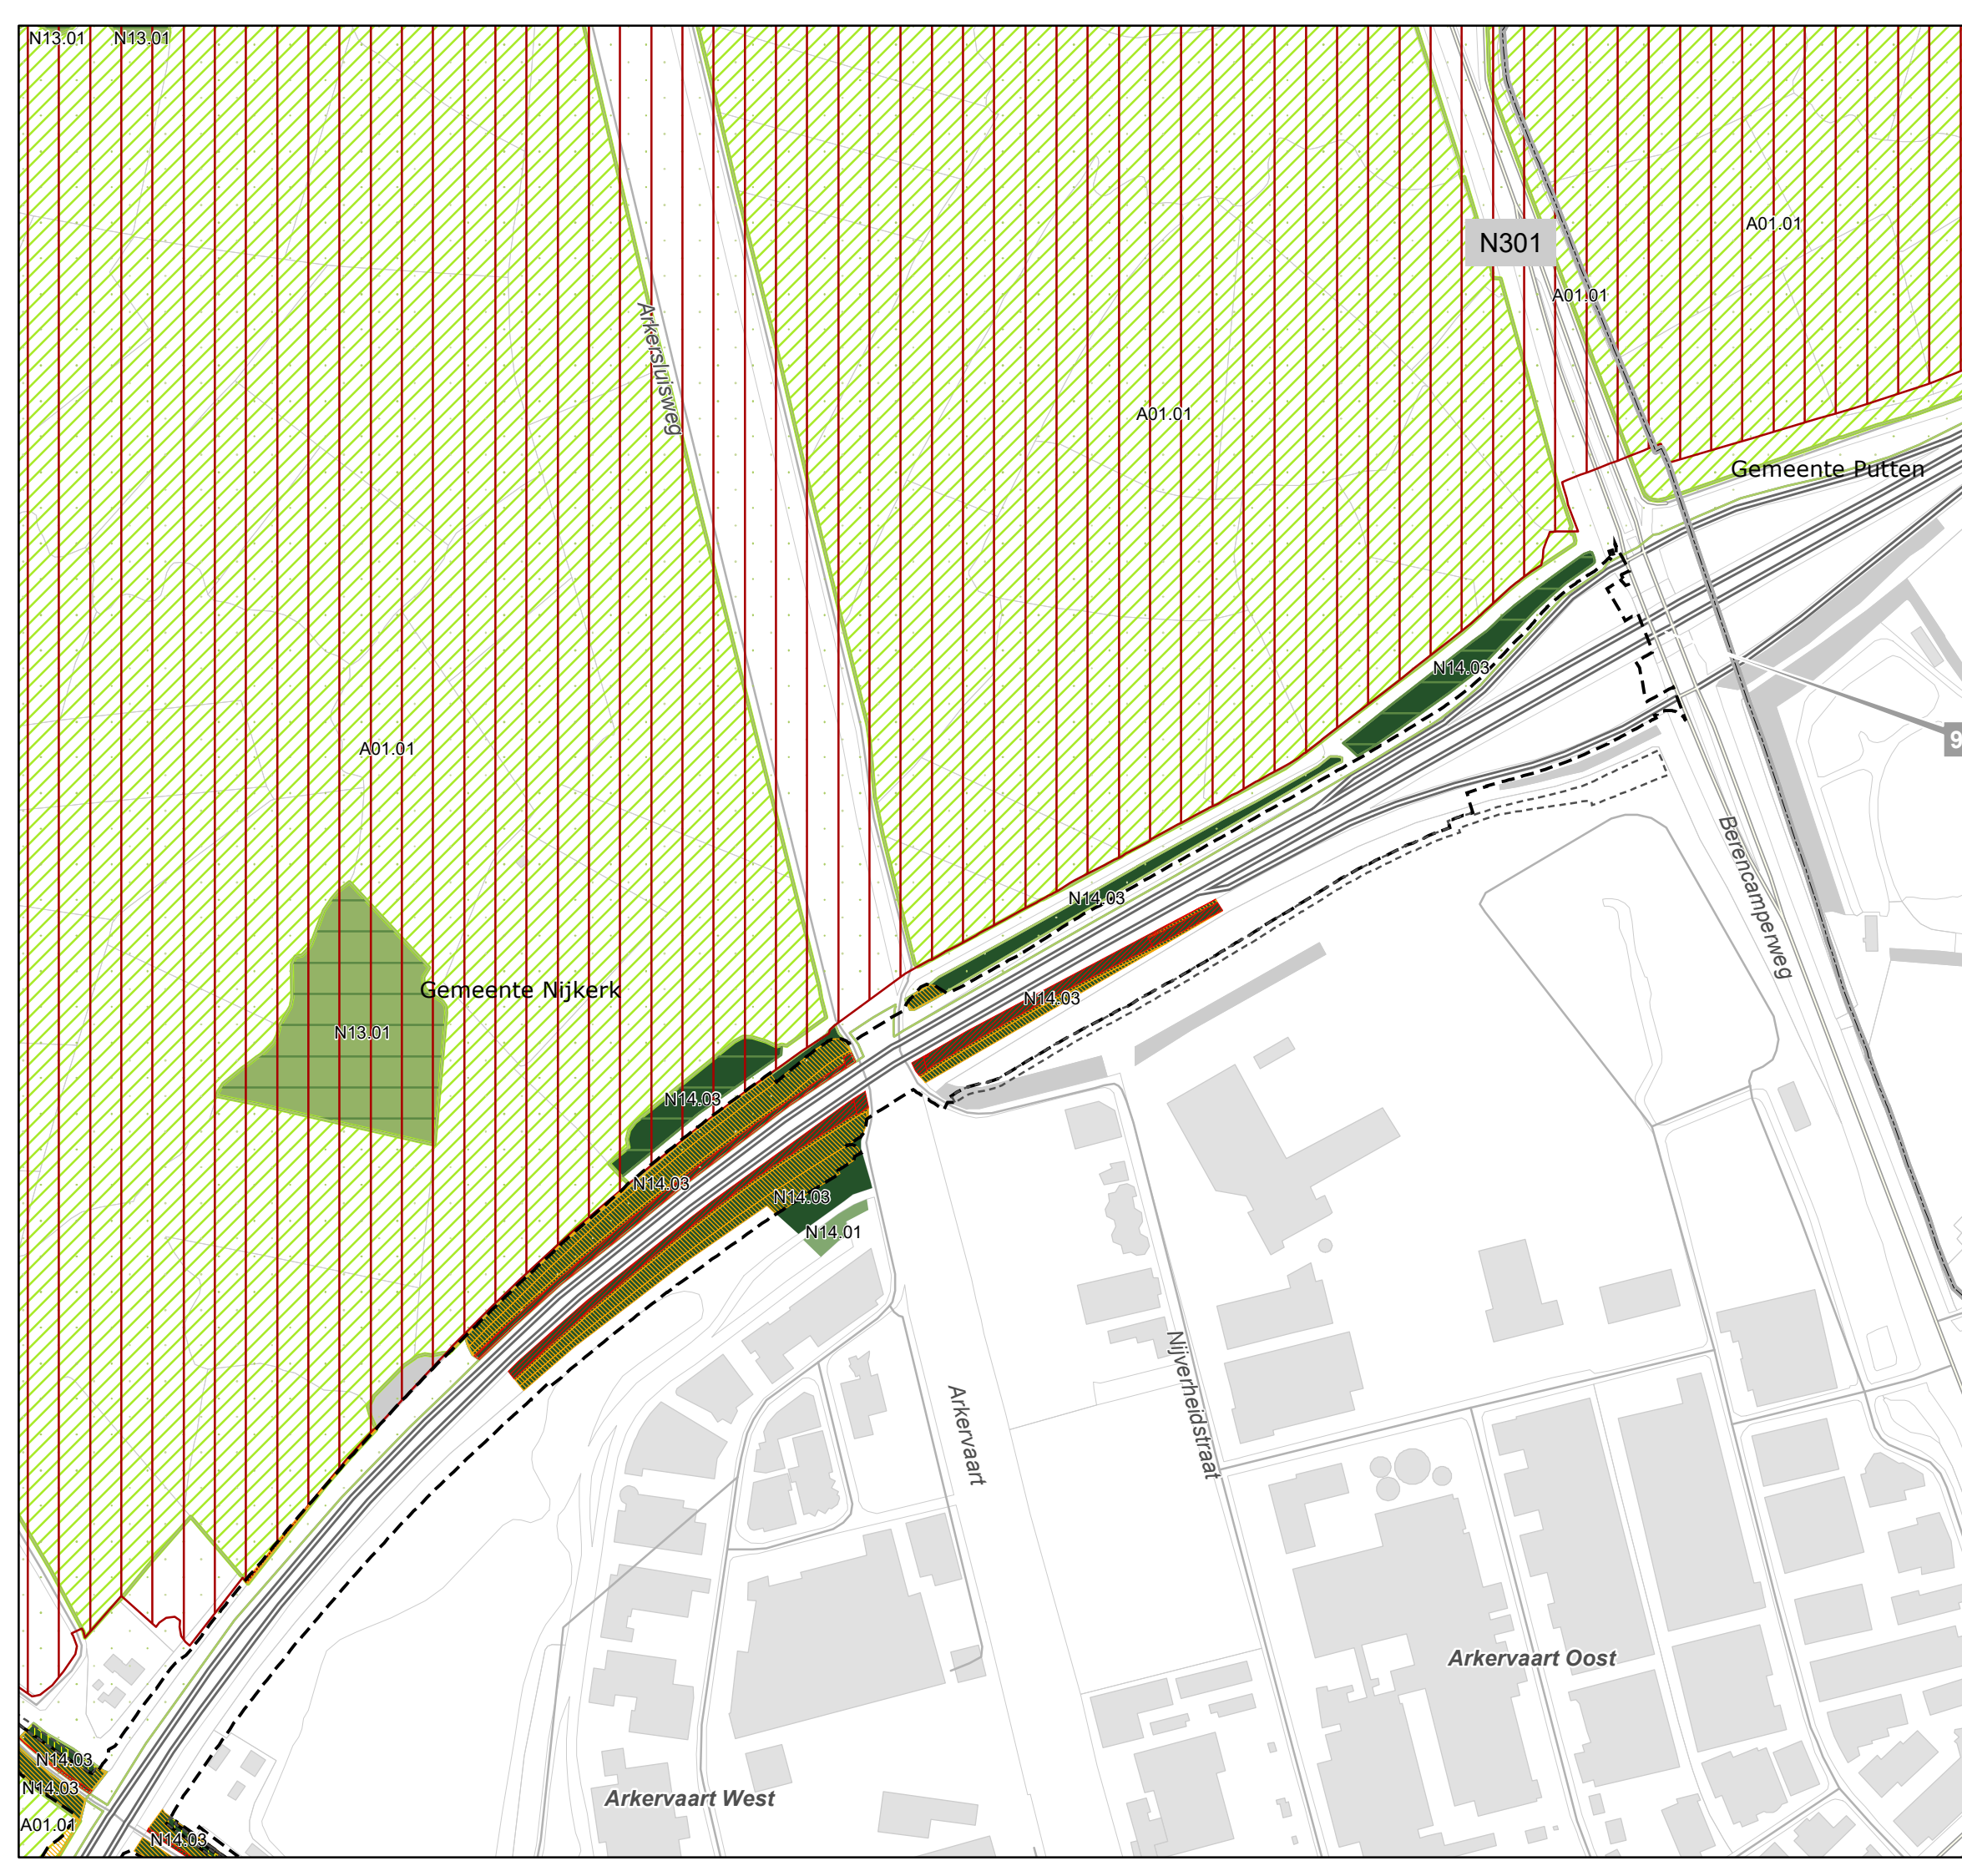 N13.01 N13.01
A01.01
N301
A01.01
Arkersluisweg
A01.01
Gemeente Putten
N14.03
9
A01.01
Berencamperweg
N14.03
Gemeente Nijkerk
N14.03
N13.01
N14.03
N14.03
N14.03
N14.01
Nijverheidstraat
Arkervaart
Arkervaart Oost
N14.03
N14.03
Arkervaart West
A01.01
N14.03